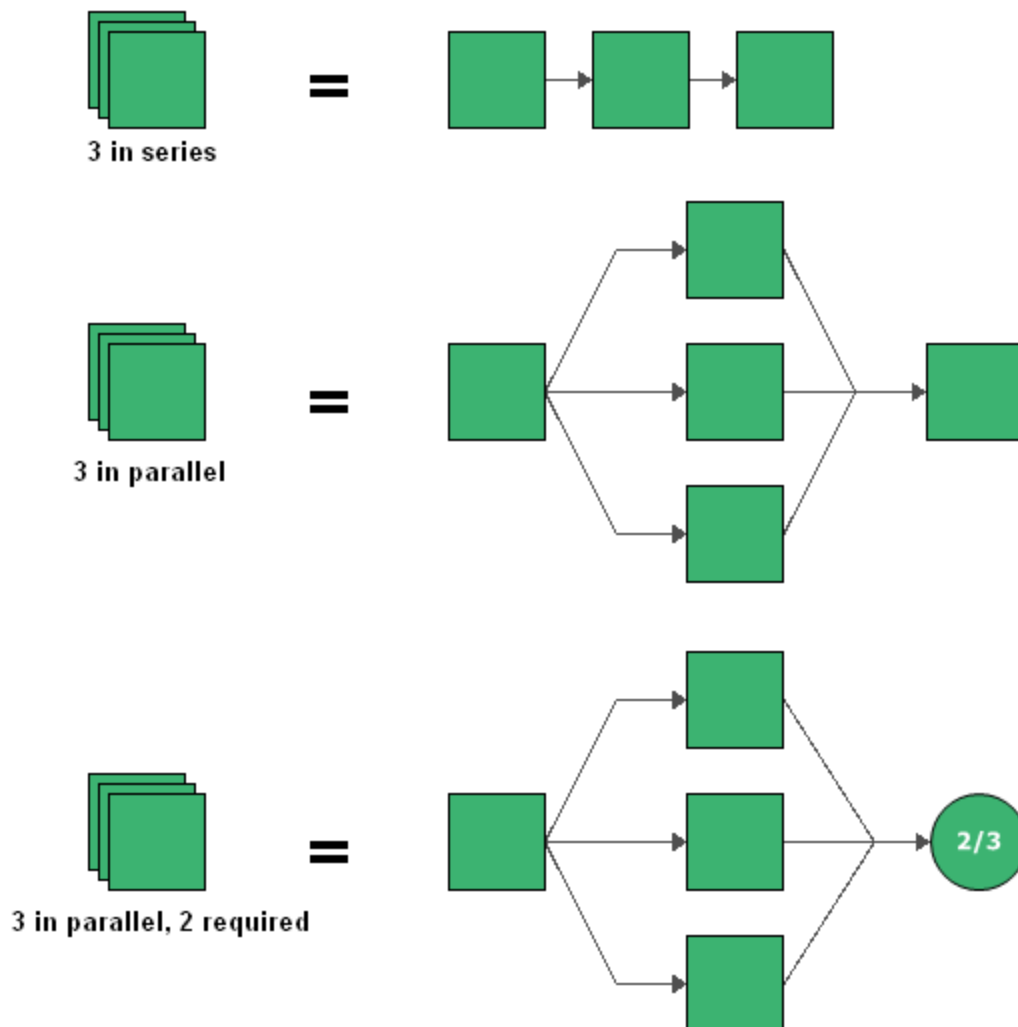 3 in series
3 in parallel
2/3
3 in parallel, 2 required